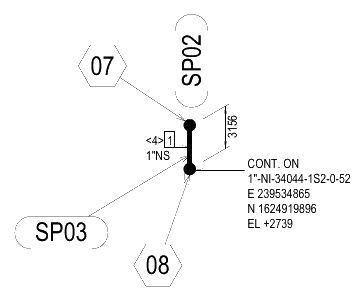 SP02
07
3156
<4> 1
1"NS
CONT. ON
1"-NI-34044-1S2-0-52
E 239534865
N 1624919896
EL +2739
SP03
08